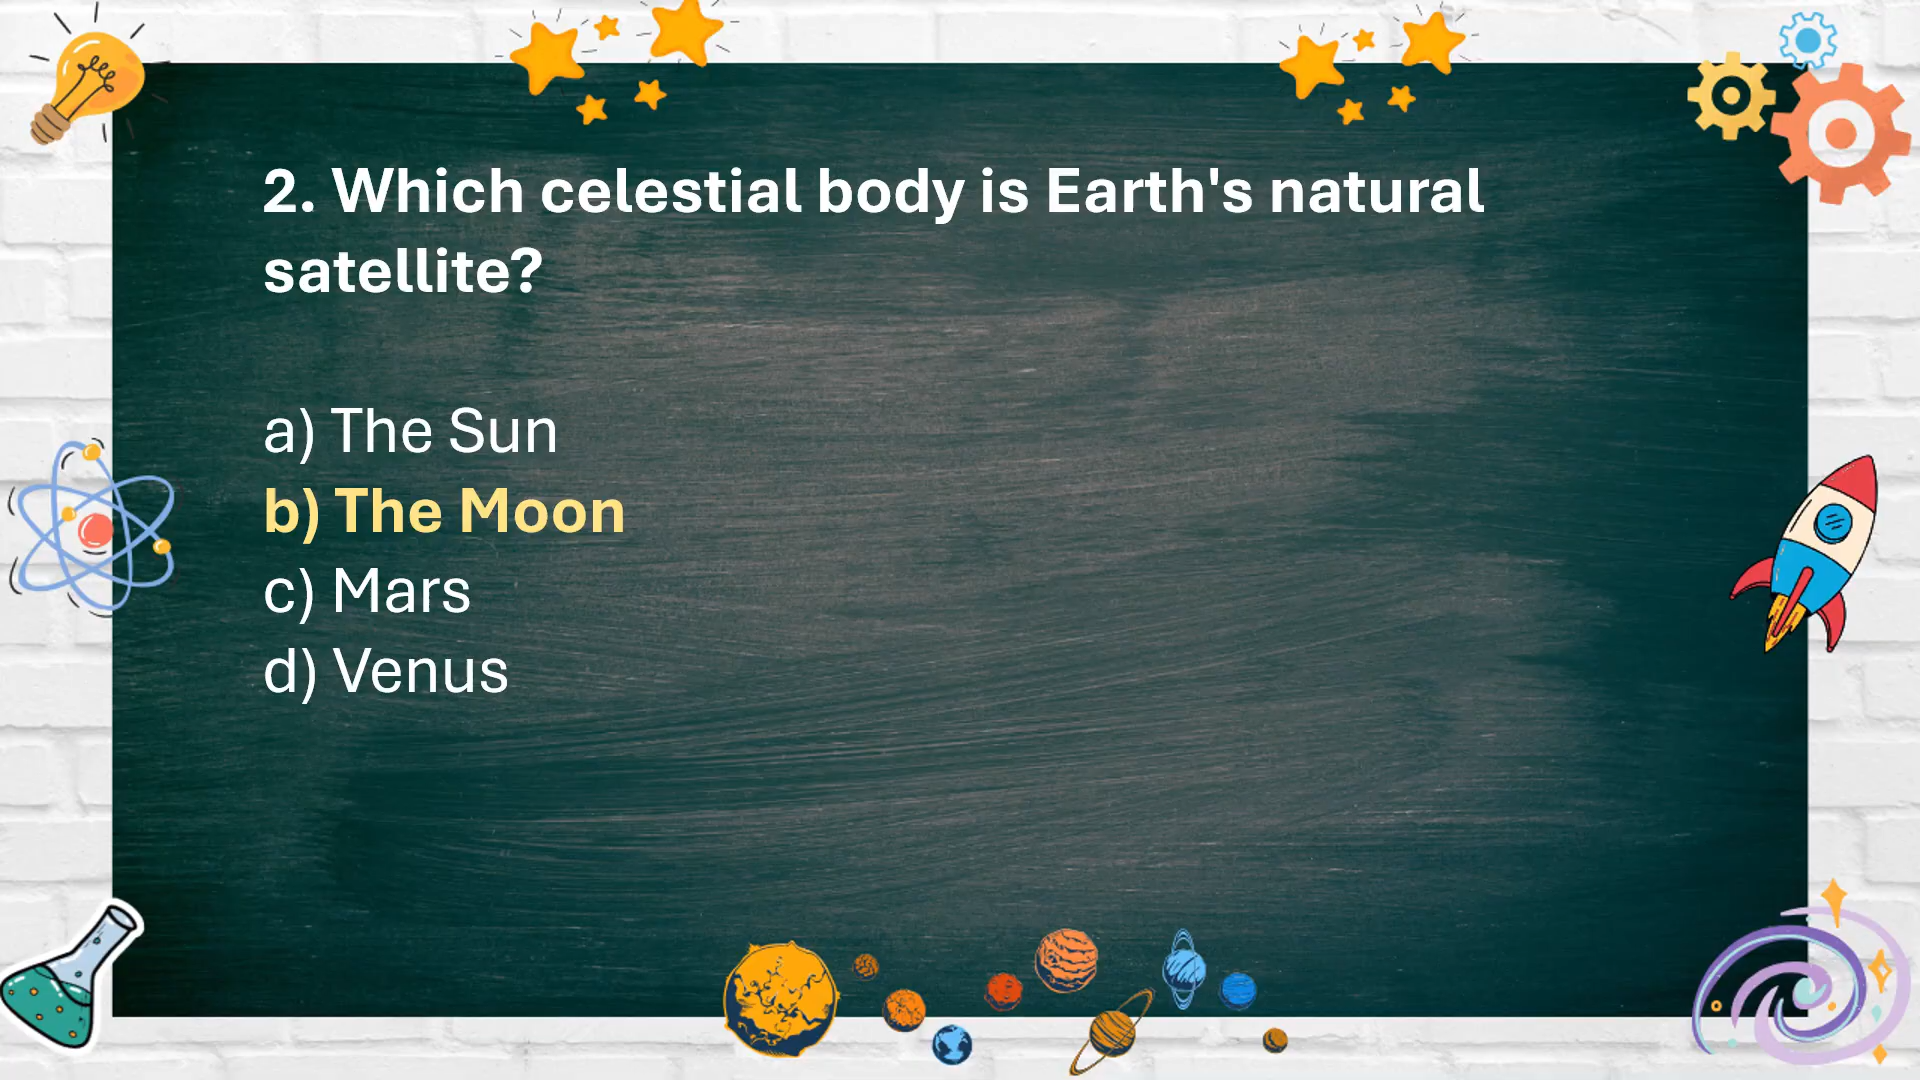 2. Which celestial body is Earth's natural
satellite?
a) The Sun
b) The Moon
c) Mars
d) Venus